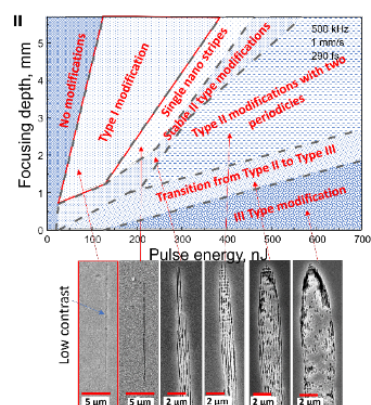 II
500 kHz
1 mm/s
290 fs
No modifications
Type I modification
Single nano stripes
Stable II Type modifications
Type II modifications with two
periodicies
Transition from Type II to Type III
III Type modification
Focusing depth, mm
5
4
3
2
1
0
0 100 200 300 400 500 600 700
Pulse energy, nJ
Low contrast
5 µm 5 µm 2 µm 2 µm 2 µm 2 µm